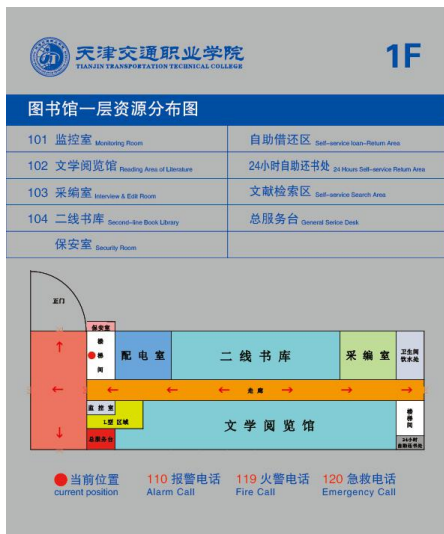 天津交通职业学院
TIANJIN TRANSPORTATION TECHNICAL COLLEGE
1F
图书馆一层资源分布图
101 监控室 Monitoring Room
自助借还区 Self-service loan-Return Area
102 文学阅览馆 Reading Area of Literature
24小时自助还书处 24 Hours Self-service Return Area
103 采编室 Interview & Edit Room
文献检索区 Self-service Search Area
104 二线书库 Second-line Book Library
总服务台 General Serice Desk
保安室 Security Room
正门
保安室
楼梯间
配电室
二线书库
采编室
卫生间
饮水处
走廊
监控室
L型 区域
总服务台
文学阅览馆
楼梯间
24小时
自助还书处
当前位置
current position
110 报警电话
Alarm Call
119 火警电话
Fire Call
120 急救电话
Emergency Call